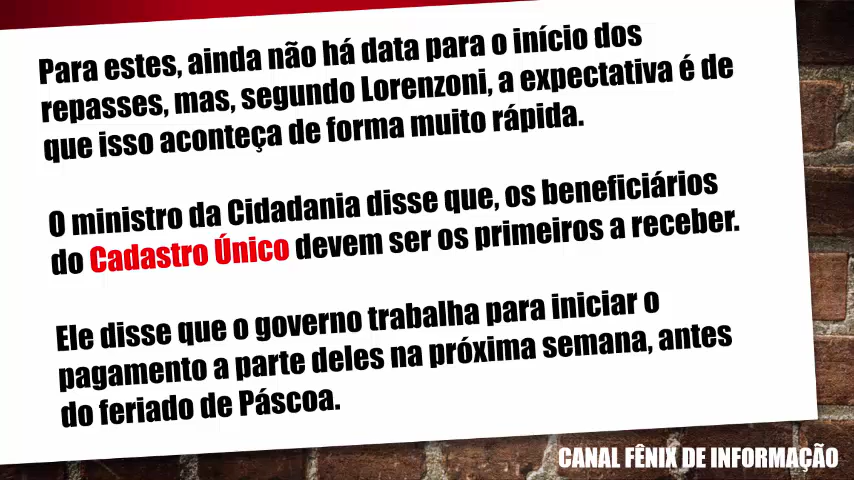 Para estes, ainda não há data para o início dos
repasses, mas, segundo Lorenzoni, a expectativa é de
que isso aconteça de forma muito rápida.
O ministro da Cidadania disse que, os beneficiários
do Cadastro Único devem ser os primeiros a receber.
Ele disse que o governo trabalha para iniciar o
pagamento a parte deles na próxima semana, antes
do feriado de Páscoa.
CANAL FÊNIX DE INFORMAÇÃO